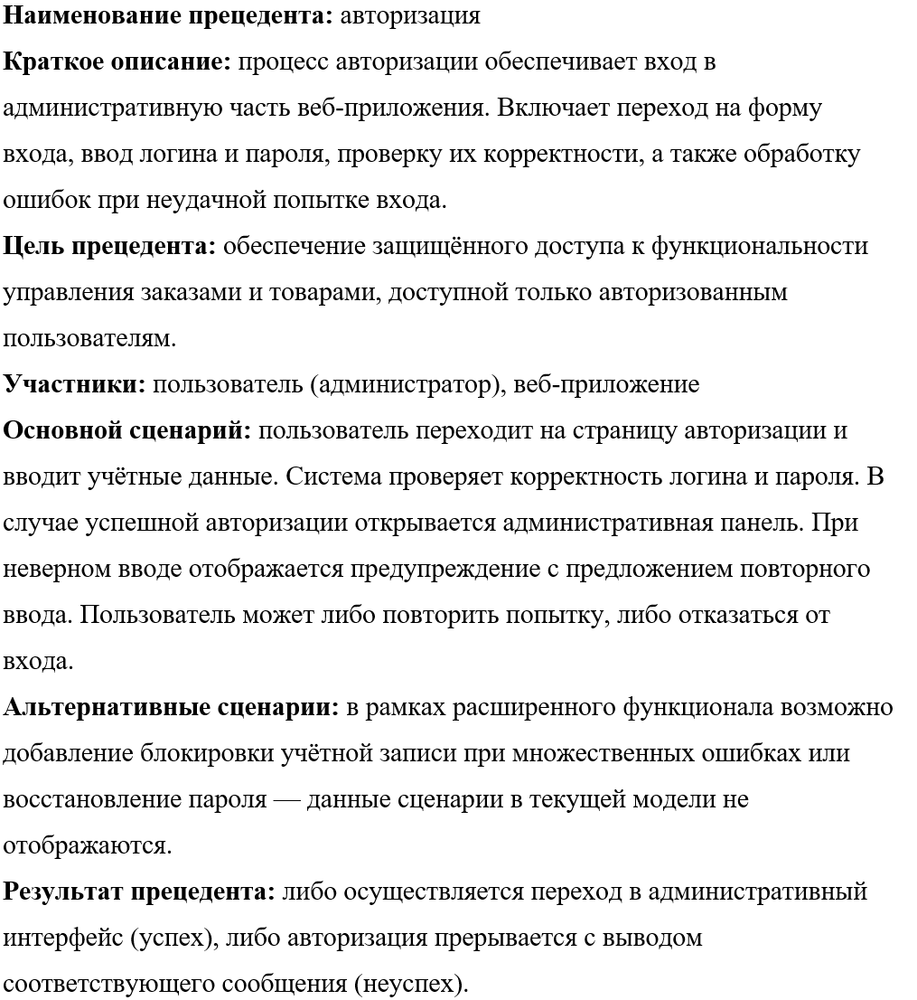 Наименование прецедента: авторизация
Краткое описание: процесс авторизации обеспечивает вход в
административную часть веб-приложения. Включает переход на форму
входа, ввод логина и пароля, проверку их корректности, а также обработку
ошибок при неудачной попытке входа.
Цель прецедента: обеспечение защищённого доступа к функциональности
управления заказами и товарами, доступной только авторизованным
пользователям.
Участники: пользователь (администратор), веб-приложение
Основной сценарий: пользователь переходит на страницу авторизации и
вводит учётные данные. Система проверяет корректность логина и пароля. В
случае успешной авторизации открывается административная панель. При
неверном вводе отображается предупреждение с предложением повторного
ввода. Пользователь может либо повторить попытку, либо отказаться от
входа.
Альтернативные сценарии: в рамках расширенного функционала возможно
добавление блокировки учётной записи при множественных ошибках или
восстановление пароля — данные сценарии в текущей модели не
отображаются.
Результат прецедента: либо осуществляется переход в административный
интерфейс (успех), либо авторизация прерывается с выводом
соответствующего сообщения (неуспех).